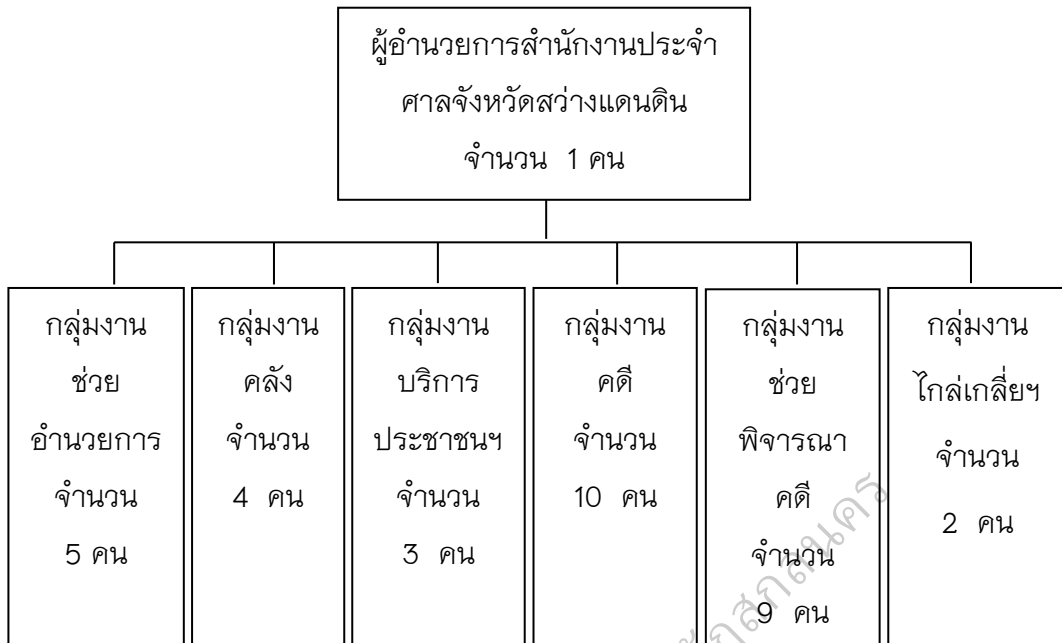 ผู้อำนวยการสำนักงานประจำ
ศาลจังหวัดสว่างแดนดิน
จำนวน 1 คน
กลุ่มงาน
ช่วย
อำนวยการ
จำนวน
5 คน
กลุ่มงาน
คลัง
จำนวน
4 คน
กลุ่มงาน
บริการ
ประชาชนฯ
จำนวน
3 คน
กลุ่มงาน
คดี
จำนวน
10 คน
กลุ่มงาน
ช่วย
พิจารณา
คดี
จำนวน
9 คน
กลุ่มงาน
ไกล่เกลี่ยฯ
จำนวน
2 คน